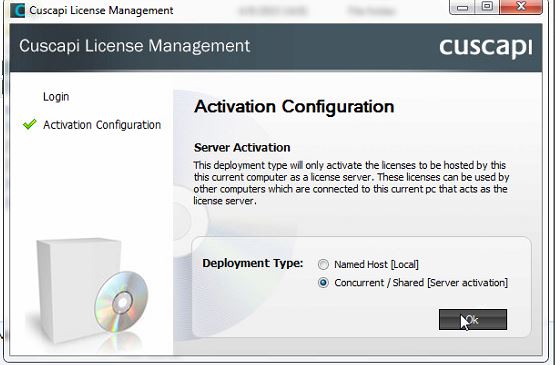 Cuscapi License Management
Cuscapi License Management
cuscapi
Login
Activation Configuration
Activation Configuration
Server Activation
This deployment type will only activate the licenses to be hosted by this
this current computer as a license server. These licenses can be used by
other computers which are connected to this current pc that acts as the
license server.
Deployment Type:
Named Host [Local]
Concurrent / Shared [Server activation]
Ok